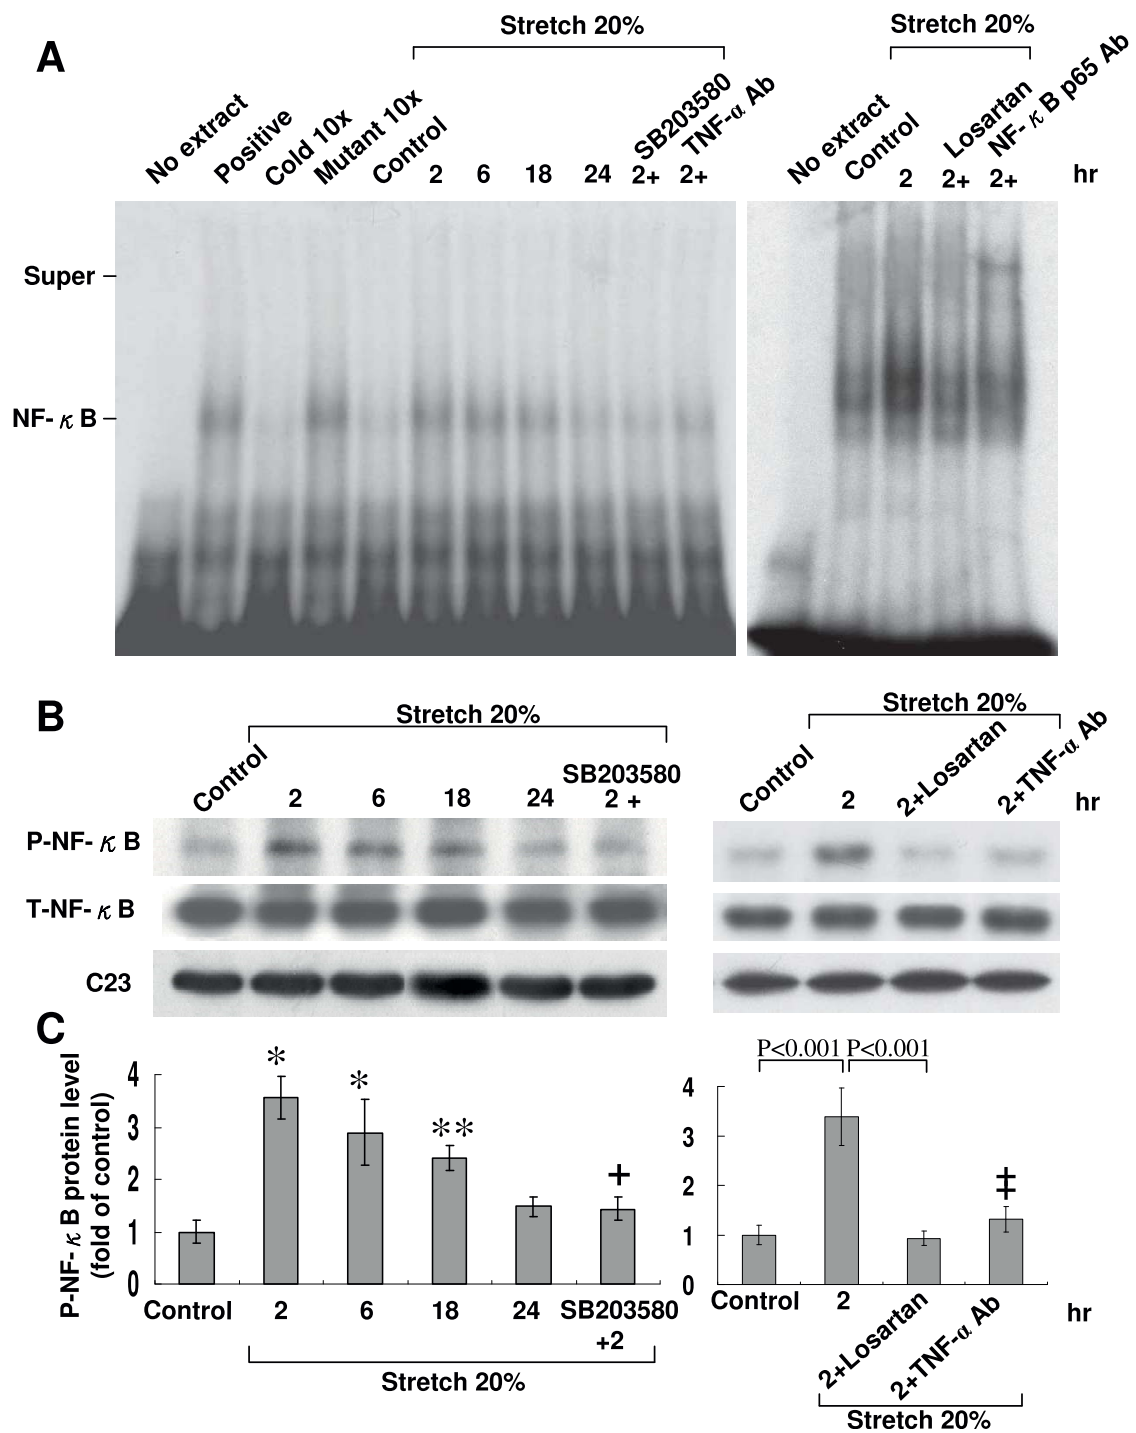 A
Stretch 20%
No extract
Positive
Cold 10x
Mutant 10x
Control
SB203580
TNF-α Ab
2 6 18 24 2+ 2+
Super
NF-κB
Stretch 20%
No extract
Control
Losartan
NF-κB p65 Ab
2 2+ 2+ hr
B
Stretch 20%
Control
2 6 18 24 SB203580
2 +
P-NF-κB
T-NF-κB
C23
Stretch 20%
Control
2
2+Losartan
2+TNF-α Ab
hr
C
P-NF-κB protein level
(fold of control)
4
3
2
1
0
*
*
**
+
Control 2 6 18 24 SB203580
+2
Stretch 20%
P<0.001 P<0.001
4
3
2
1
0
‡
Control 2
2+Losartan
2+TNF-α Ab
hr
Stretch 20%